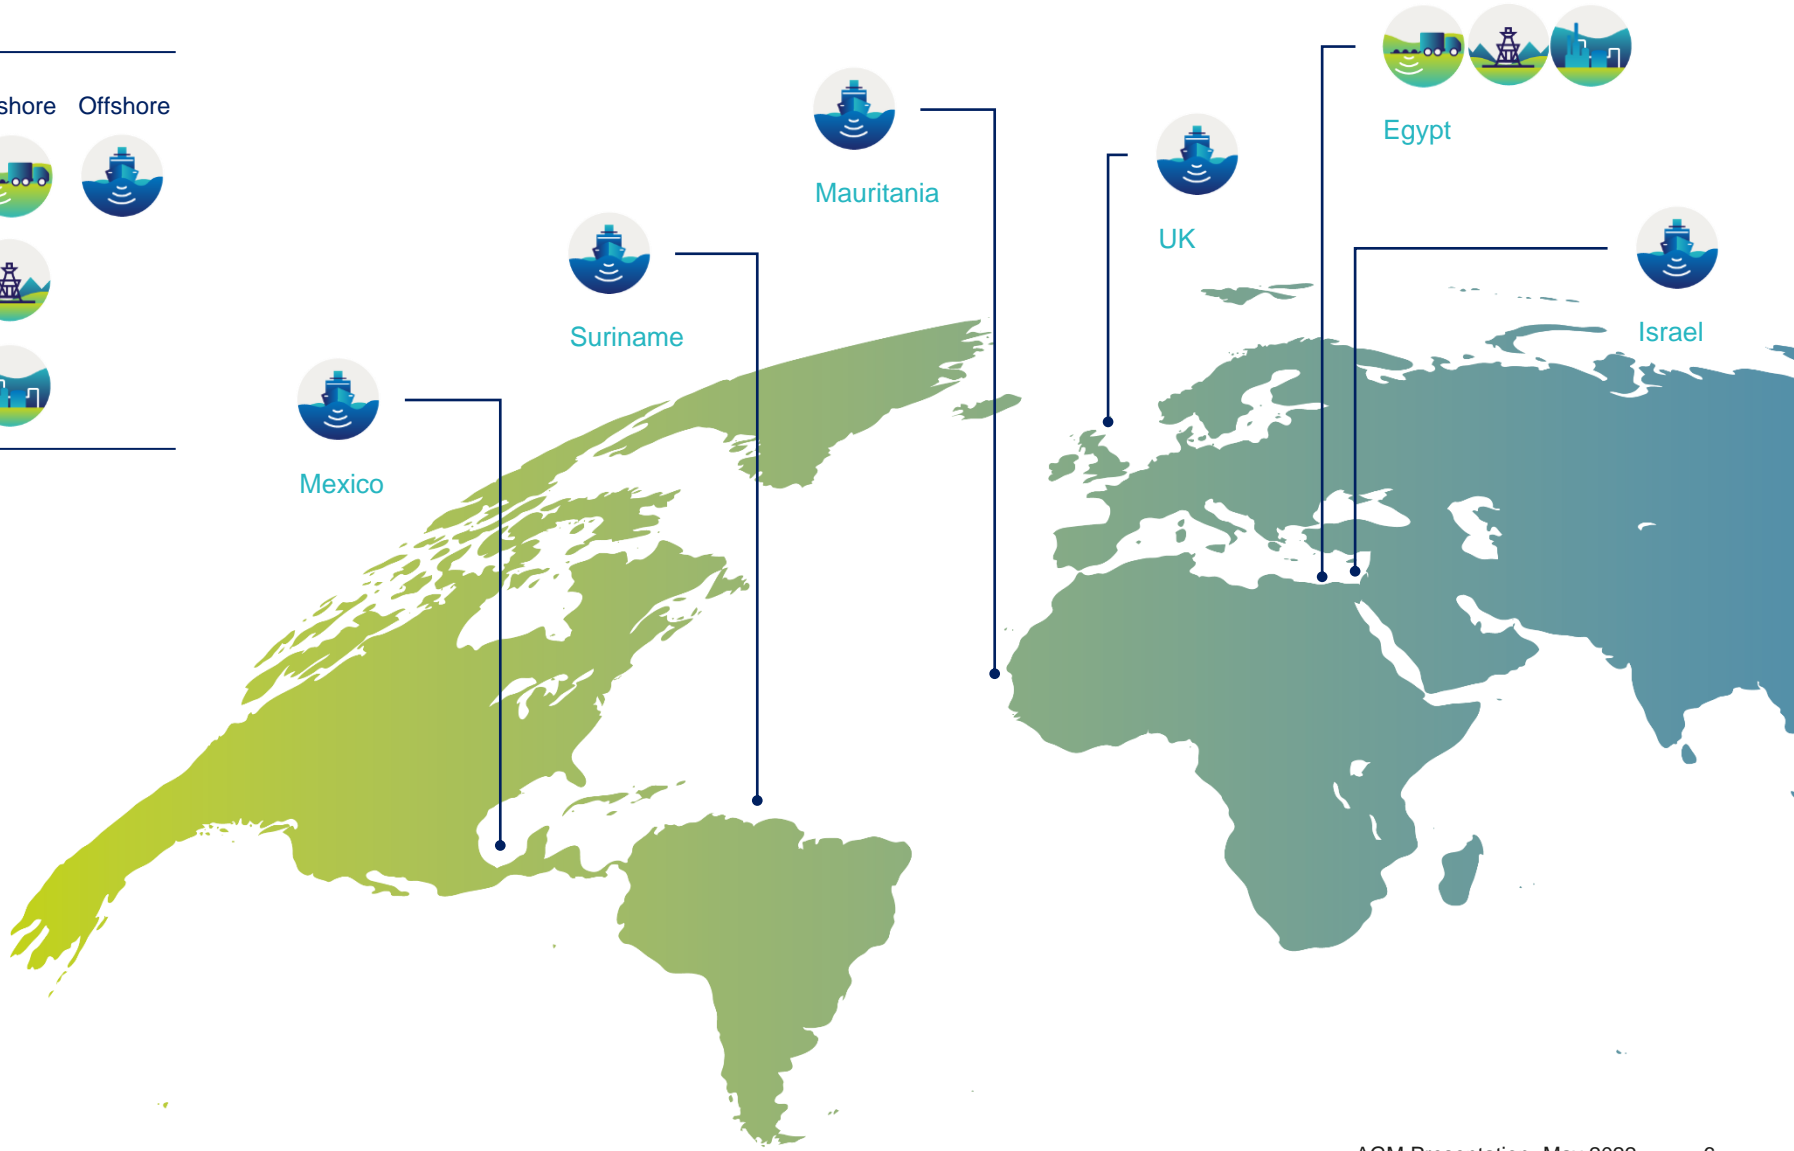 shore Offshore
Mauritania
Egypt
UK
Suriname
Israel
Mexico